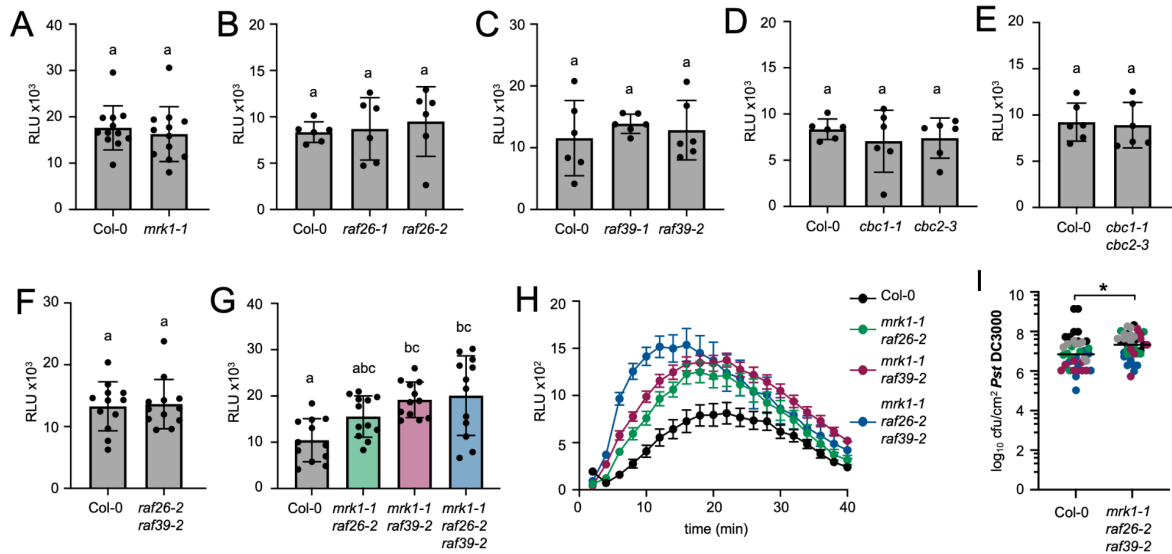 A
RLU x10³
20
15
10
5
0
a
a
Col-0
mrk1-1
B
RLU x10³
15
10
5
0
a
a
a
Col-0
raf26-1
raf26-2
C
RLU x10³
30
20
10
0
a
a
a
Col-0
raf39-1
raf39-2
D
RLU x10³
20
15
10
5
0
a
a
a
Col-0
cbc1-1
cbc2-3
E
RLU x10³
20
15
10
5
0
a
a
Col-0
cbc1-1
cbc2-3
F
RLU x10³
30
20
10
0
a
a
Col-0
raf26-2
raf39-2
G
RLU x10³
40
30
20
10
0
a
abc
bc
bc
Col-0
mrk1-1
raf26-2
mrk1-1
raf39-2
mrk1-1
raf26-2
raf39-2
H
RLU x10²
20
15
10
5
0
0
10
20
30
40
time (min)
Col-0
mrk1-1
raf26-2
mrk1-1
raf39-2
mrk1-1
raf26-2
raf39-2
I
log₁₀ cfu/cm² Pst DC3000
10
8
6
4
2
0
*
Col-0
mrk1-1
raf26-2
raf39-2